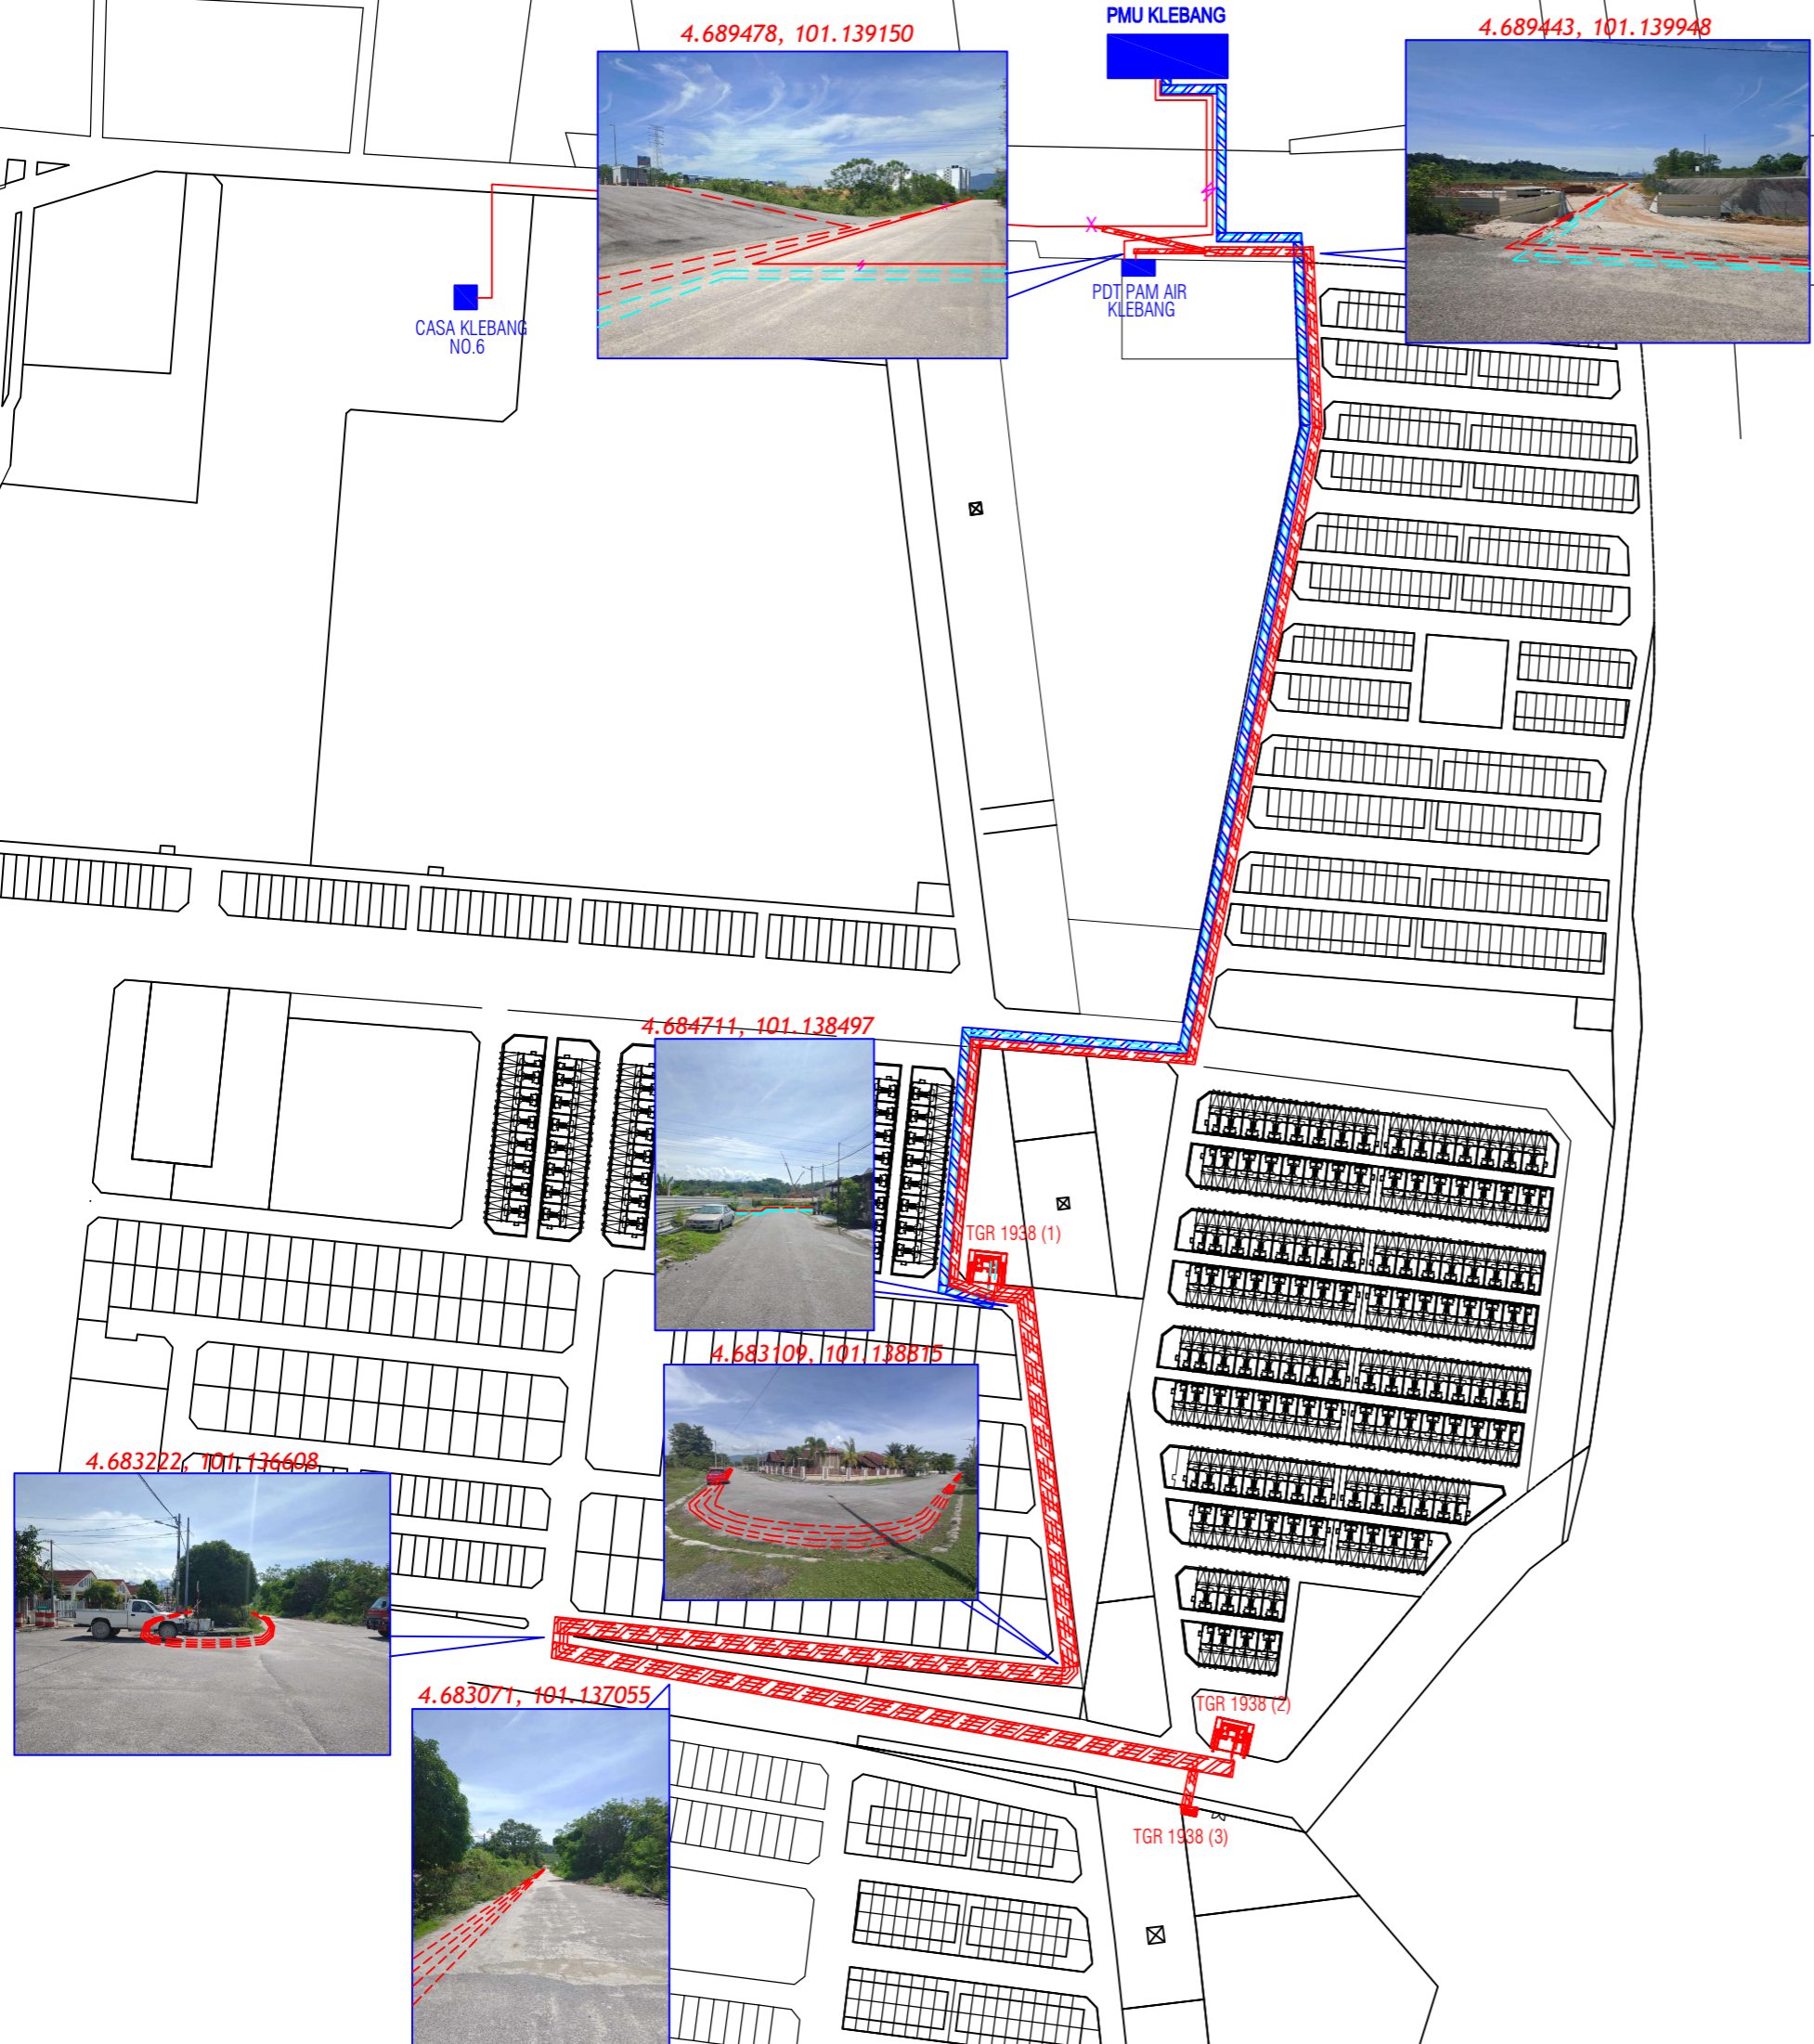 PMU KLEBANG
4.689478, 101.139150
4.689443, 101.139948
X
PDT PAM AIR
KLEBANG
CASA KLEBANG
NO.6
4.684711, 101.138497
TGR 1938 (1)
4.683109, 101.138815
4.683222, 101.136608
4.683071, 101.137055
TGR 1938 (2)
TGR 1938 (3)